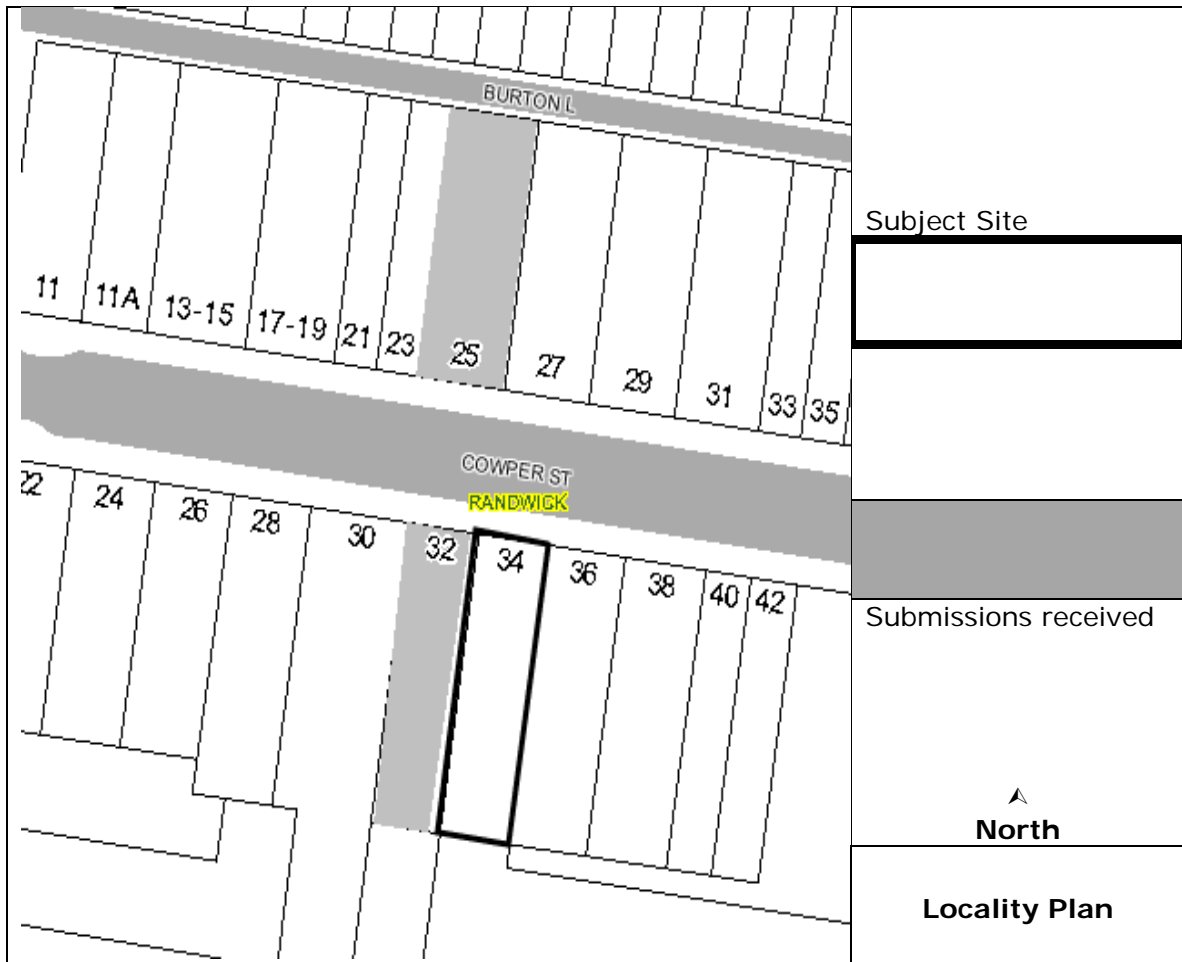 BURTON L
11 11A 13-15 17-19 21 23 25 27 29 31 33 35
COWPER ST
RANDWICK
22 24 26 28 30 32 34 36 38 40 42
Subject Site
Submissions received
North
Locality Plan